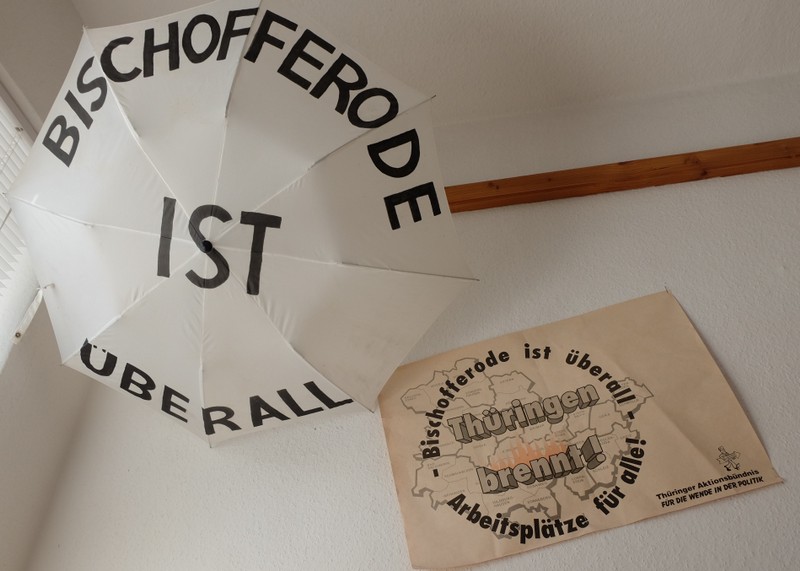 BISCHOFFERODE
IST
ÜBERALL
- Bischofferode ist überall -
Thüringen
brennt!
Arbeitsplätze für alle!
Thüringer Aktionsbündnis
FÜR DIE WENDE IN DER POLITIK